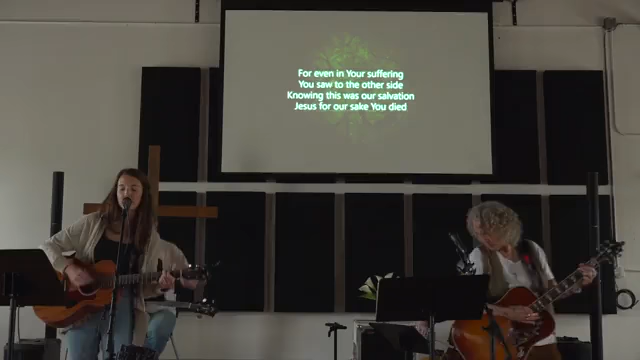 For even in Your suffering
You saw to the other side
Knowing this was our salvation
Jesus for our sake You died